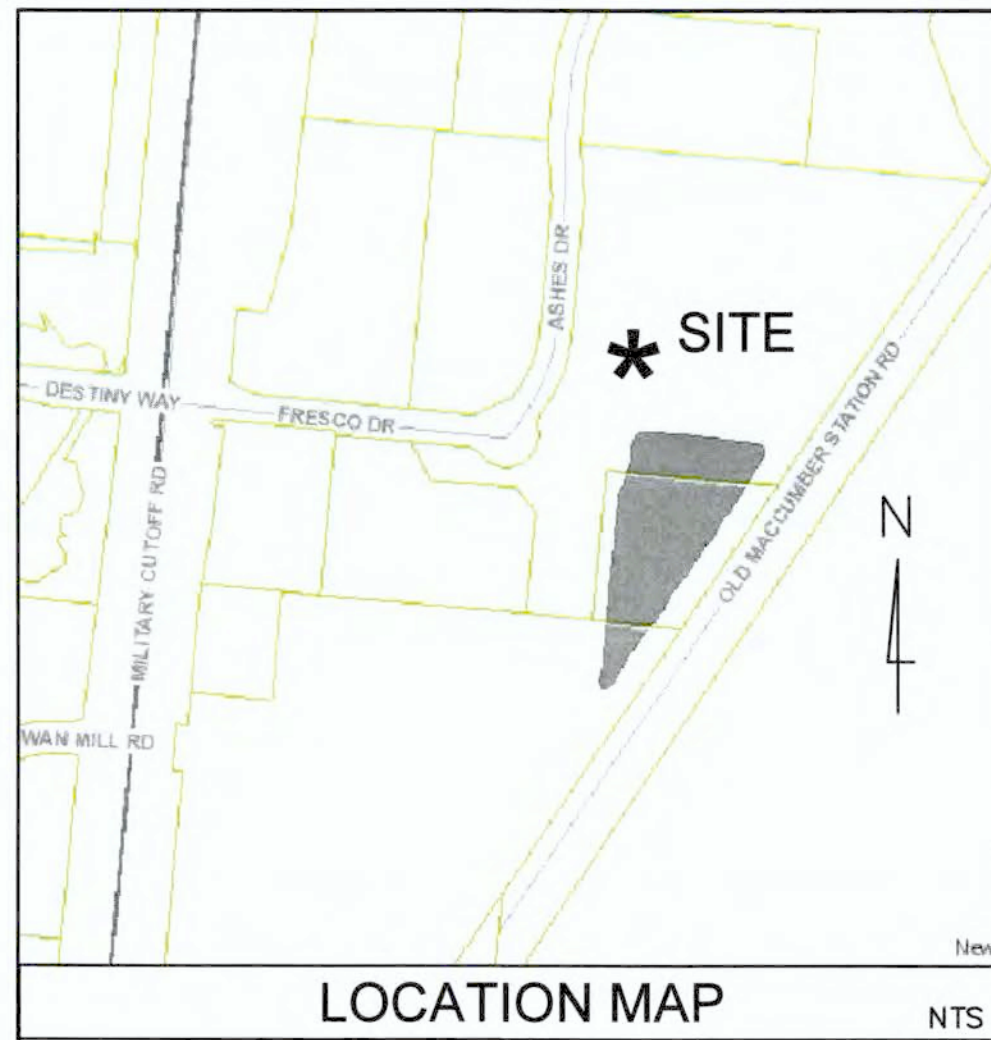 ASHES DR
SITE
DESTINY WAY
FRESCO DR
OLD MACCUMBER STATION RD
MILITARY CUTOFF RD
N
WAN MILL RD
New
LOCATION MAP
NTS